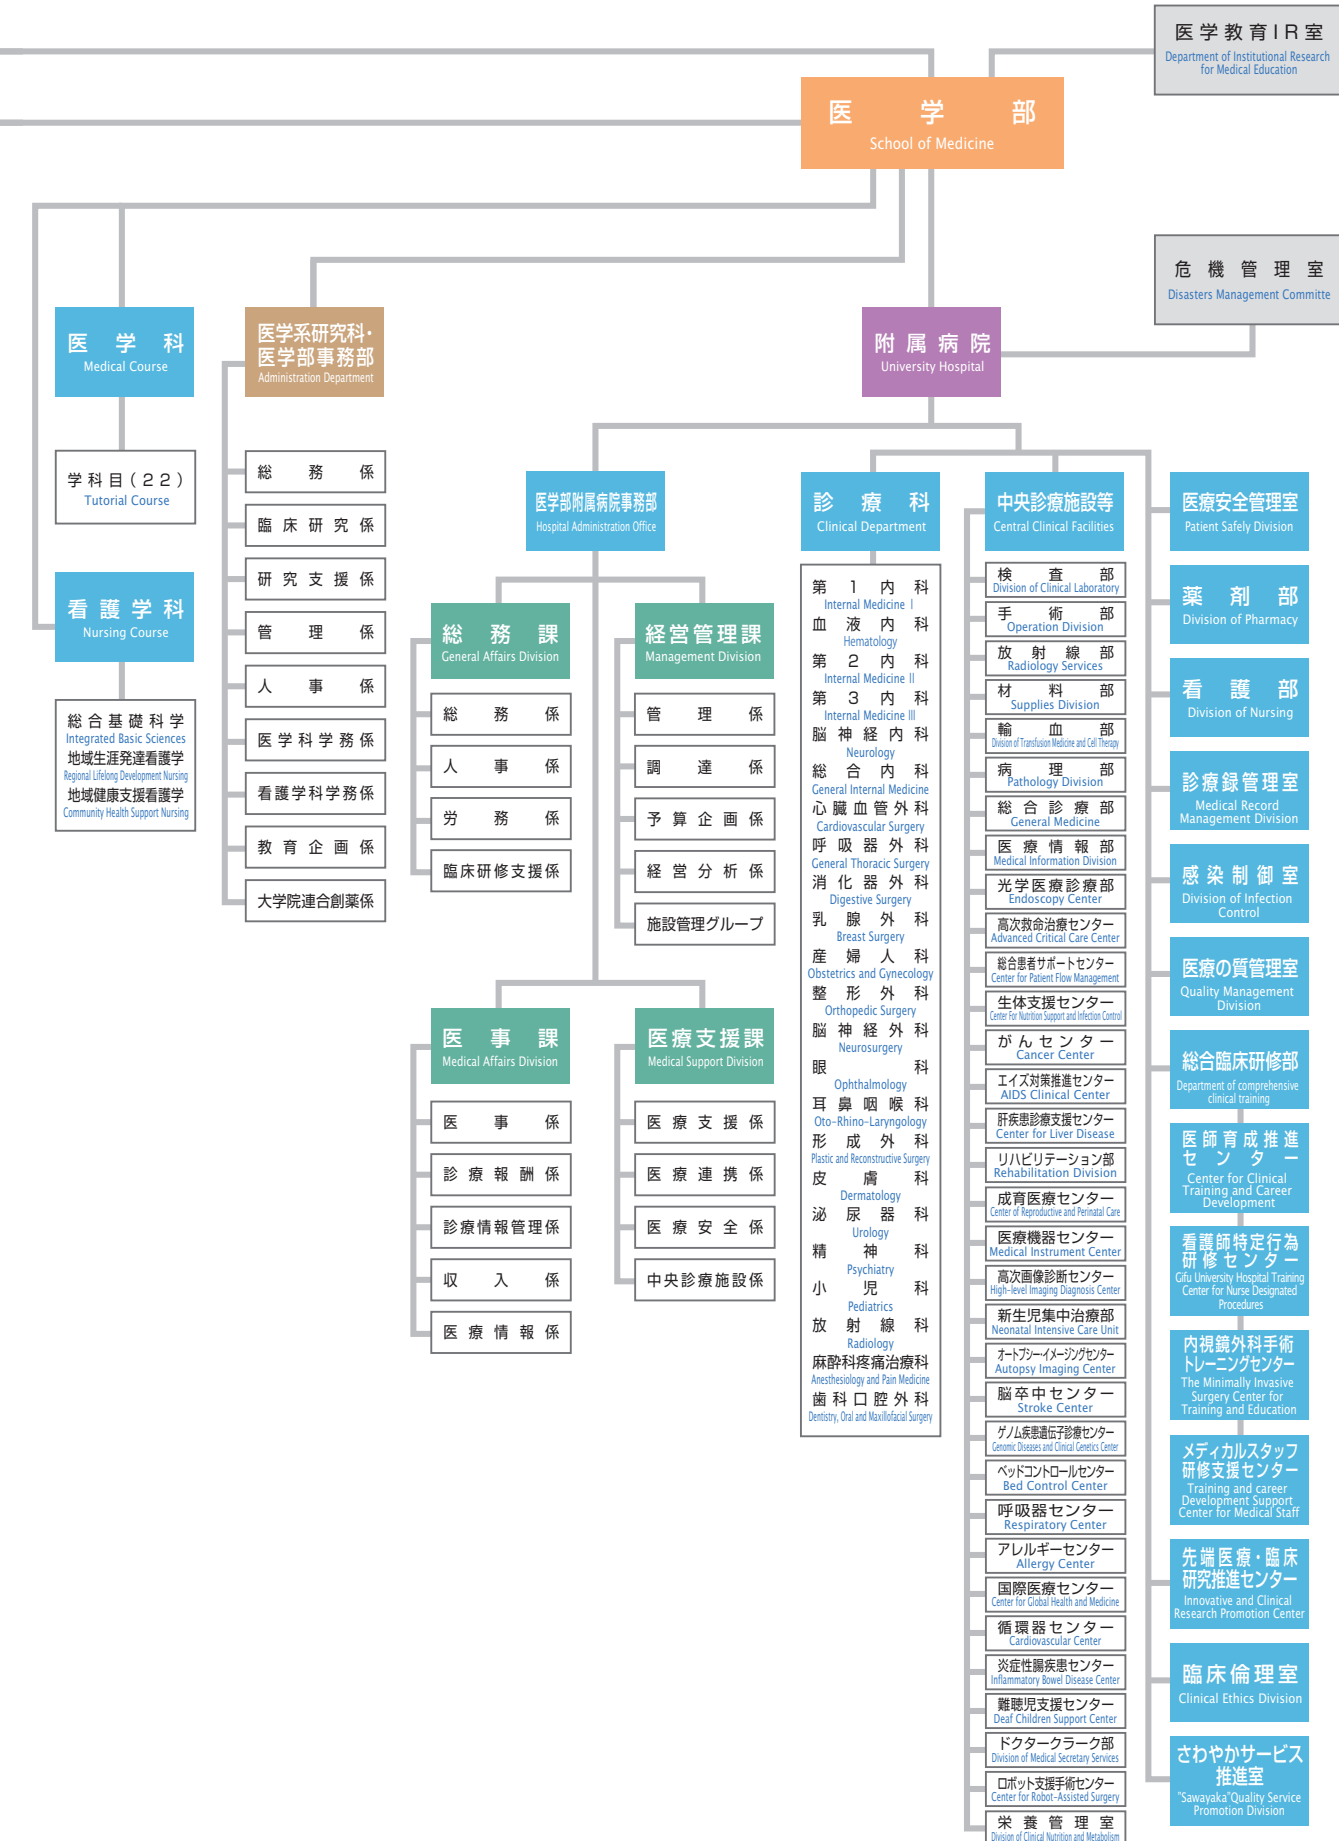 医学教育IR室
Department of Institutional Research
for Medical Education
医学部
School of Medicine
危機管理室
Disasters Management Committe
医学科
Medical Course
学科目(22)
Tutorial Course
看護学科
Nursing Course
総合基礎科学
Integrated Basic Sciences
地域生涯発達看護学
Regional Lifelong Development Nursing
地域健康支援看護学
Community Health Support Nursing
医学系研究科・
医学部事務部
Administration Department
総務係
臨床研究係
研究支援係
管理係
人事係
医学科学務係
看護学科学務係
教育企画係
大学院連合創薬係
附属病院
University Hospital
医学部附属病院事務部
Hospital Administration Office
総務課
General Affairs Division
総務係
人事係
労務係
臨床研修支援係
経営管理課
Management Division
管理係
調達係
予算企画係
経営分析係
施設管理グループ
医事課
Medical Affairs Division
医事係
診療報酬係
診療情報管理係
収入係
医療情報係
医療支援課
Medical Support Division
医療支援係
医療連携係
医療安全係
中央診療施設係
診療科
Clinical Department
第1内科
Internal Medicine Ⅰ
血液内科
Hematology
第2内科
Internal Medicine Ⅱ
第3内科
Internal Medicine Ⅲ
脳神経内科
Neurology
総合内科
General Internal Medicine
心臓血管外科
Cardiovascular Surgery
呼吸器外科
General Thoracic Surgery
消化器外科
Digestive Surgery
乳腺外科
Breast Surgery
産婦人科
Obstetrics and Gynecology
整形外科
Orthopedic Surgery
脳神経外科
Neurosurgery
眼科
Ophthalmology
耳鼻咽喉科
Oto-Rhino-Laryngology
形成外科
Plastic and Reconstructive Surgery
皮膚科
Dermatology
泌尿器科
Urology
精神科
Psychiatry
小児科
Pediatrics
放射線科
Radiology
麻酔科疼痛治療科
Anesthesiology and Pain Medicine
歯科口腔外科
Dentistry, Oral and Maxillofacial Surgery
中央診療施設等
Central Clinical Facilities
検査部
Division of Clinical Laboratory
手術部
Operation Division
放射線部
Radiology Services
材料部
Supplies Division
輸血部
Division of Transfusion Medicine and Cell Therapy
病理部
Pathology Division
総合診療部
General Medicine
医療情報部
Medical Information Division
光学医療診療部
Endoscopy Center
高次救命治療センター
Advanced Critical Care Center
総合患者サポートセンター
Center for Patient Flow Management
生体支援センター
Center For Nutrition Support and Infection Control
がんセンター
Cancer Center
エイズ対策推進センター
AIDS Clinical Center
肝疾患診療支援センター
Center for Liver Disease
リハビリテーション部
Rehabilitation Division
成育医療センター
Center of Reproductive and Perinatal Care
医療機器センター
Medical Instrument Center
高次画像診断センター
High-level Imaging Diagnosis Center
新生児集中治療部
Neonatal Intensive Care Unit
オートプシー・イメージングセンター
Autopsy Imaging Center
脳卒中センター
Stroke Center
ゲノム疾患遺伝子診療センター
Genomic Diseases and Clinical Genetics Center
ベッドコントロールセンター
Bed Control Center
呼吸器センター
Respiratory Center
アレルギーセンター
Allergy Center
国際医療センター
Center for Global Health and Medicine
循環器センター
Cardiovascular Center
炎症性腸疾患センター
Inflammatory Bowel Disease Center
難聴児支援センター
Deaf Children Support Center
ドクタークラーク部
Division of Medical Secretary Services
ロボット支援手術センター
Center for Robot-Assisted Surgery
栄養管理室
Division of Clinical Nutrition and Metabolism
医療安全管理室
Patient Safely Division
薬剤部
Division of Pharmacy
看護部
Division of Nursing
診療録管理室
Medical Record
Management Division
感染制御室
Division of Infection
Control
医療の質管理室
Quality Management
Division
総合臨床研修部
Department of comprehensive
clinical training
医師育成推進
センター
Center for Clinical
Training and Career
Development
看護師特定行為
研修センター
Gifu University Hospital Training
Center for Nurse Designated
Procedures
内視鏡外科手術
トレーニングセンター
The Minimally Invasive
Surgery Center for
Training and Education
メディカルスタッフ
研修支援センター
Training and career
Development Support
Center for Medical Staff
先端医療・臨床
研究推進センター
Innovative and Clinical
Research Promotion Center
臨床倫理室
Clinical Ethics Division
さわやかサービス
推進室
"Sawayaka"Quality Service
Promotion Division